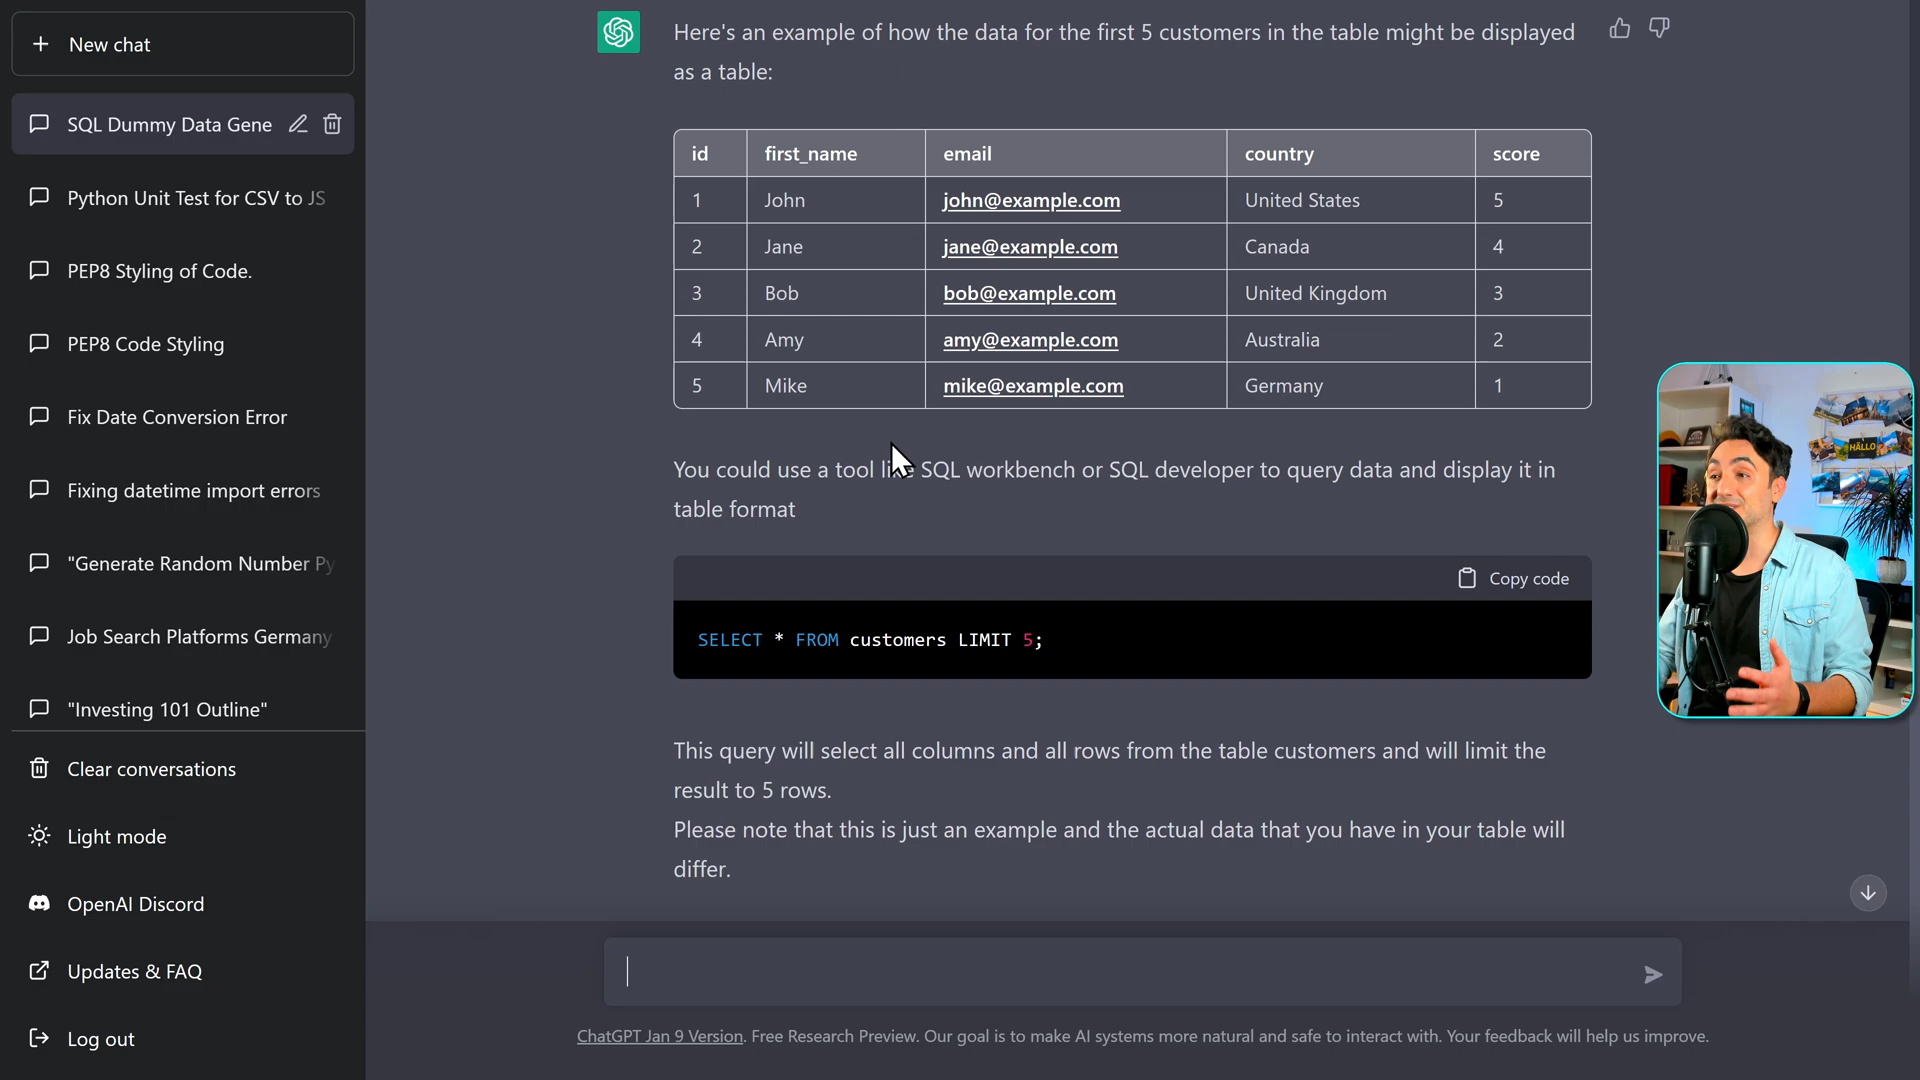 New chat
SQL Dummy Data Gene
Python Unit Test for CSV to JS
PEP8 Styling of Code.
PEP8 Code Styling
Fix Date Conversion Error
Fixing datetime import errors
"Generate Random Number Py
Job Search Platforms Germany
"Investing 101 Outline"
Clear conversations
Light mode
OpenAI Discord
Updates & FAQ
Log out
Here's an example of how the data for the first 5 customers in the table might be displayed
as a table:
id first_name email country score
1 John john@example.com United States 5
2 Jane jane@example.com Canada 4
3 Bob bob@example.com United Kingdom 3
4 Amy amy@example.com Australia 2
5 Mike mike@example.com Germany 1
You could use a tool like SQL workbench or SQL developer to query data and display it in
table format
Copy code
SELECT * FROM customers LIMIT 5;
This query will select all columns and all rows from the table customers and will limit the
result to 5 rows.
Please note that this is just an example and the actual data that you have in your table will
differ.
HALLO
ChatGPT Jan 9 Version. Free Research Preview. Our goal is to make AI systems more natural and safe to interact with. Your feedback will help us improve.